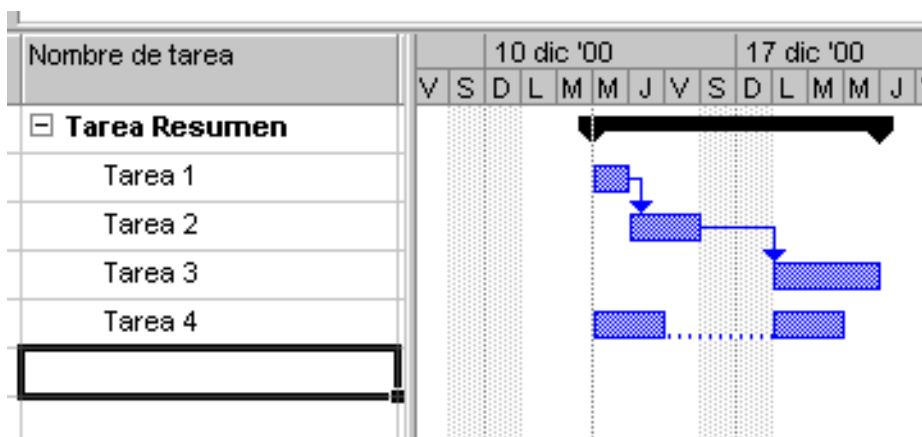 Nombre de tarea
10 dic '00 17 dic '00
V S D L M M J V S D L M M J
Tarea Resumen
Tarea 1
Tarea 2
Tarea 3
Tarea 4